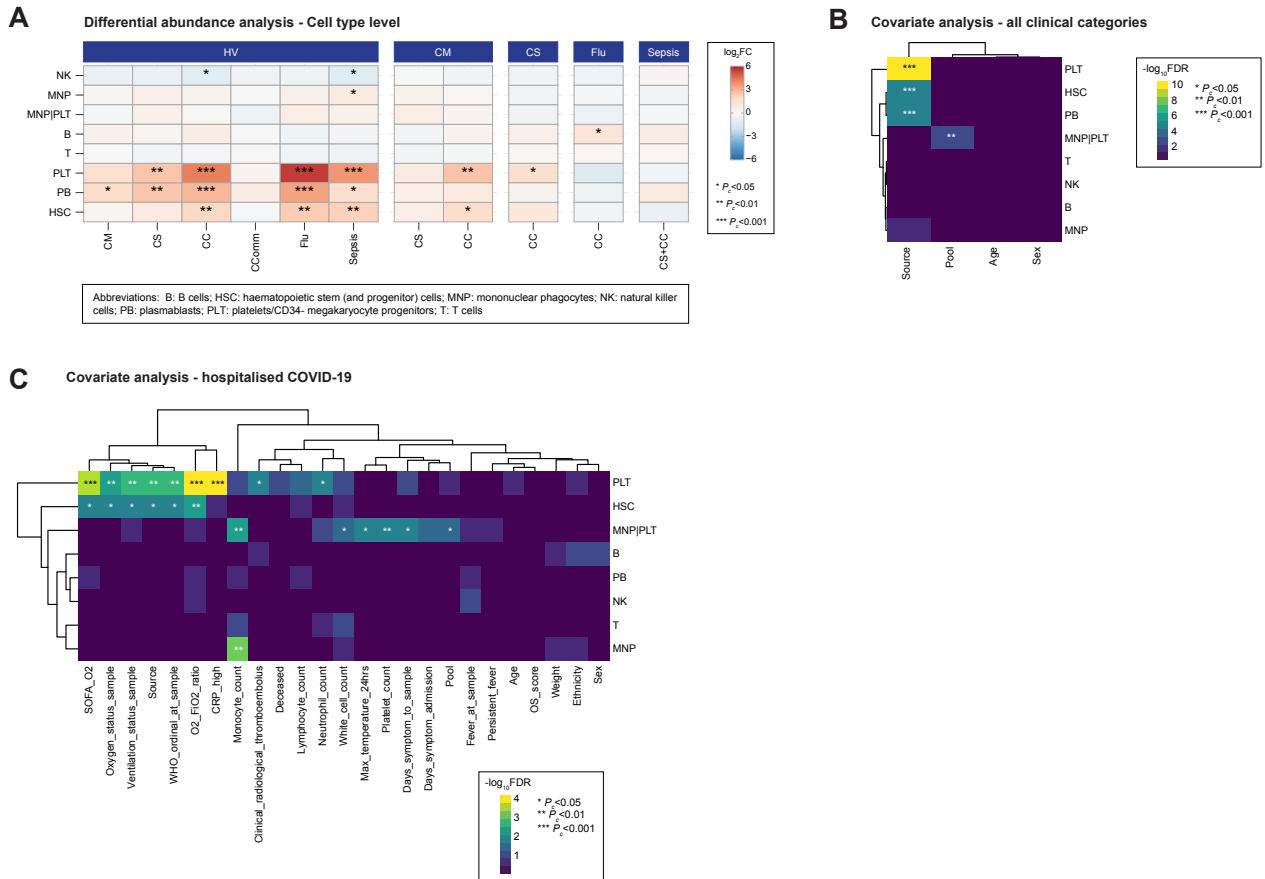 A
Differential abundance analysis - Cell type level
HV
CM
CS
Flu
Sepsis
NK
MNP
MNP|PLT
B
T
PLT
PB
HSC
* *
*
*
** *** *** *** ** *
* ** *** *** *
** ** ** *
CM
CS
CC
CComm
Flu
Sepsis
CS
CC
CC
CC
CS+CC
log2FC
6
3
0
−3
−6
* Pc<0.05
** Pc<0.01
*** Pc<0.001
Abbreviations: B: B cells; HSC: haematopoietic stem (and progenitor) cells; MNP: mononuclear phagocytes; NK: natural killer
cells; PB: plasmablasts; PLT: platelets/CD34- megakaryocyte progenitors; T: T cells
B
Covariate analysis - all clinical categories
*** PLT
*** HSC
*** PB
** MNP|PLT
T
NK
B
MNP
Source
Pool
Age
Sex
-log10FDR
10
8
6
4
2
* Pc<0.05
** Pc<0.01
*** Pc<0.001
C
Covariate analysis - hospitalised COVID-19
*** ** ** ** ** *** *** * * PLT
* * * * * ** HSC
** * * ** * * MNP|PLT
B
PB
NK
T
** MNP
SOFA_O2
Oxygen_status_sample
Ventilation_status_sample
Source
WHO_ordinal_at_sample
O2_FiO2_ratio
CRP_high
Monocyte_count
Clinical_radiological_thromboembolus
Deceased
Lymphocyte_count
Neutrophil_count
White_cell_count
Max_temperature_24hrs
Platelet_count
Days_symptom_to_sample
Days_symptom_admission
Pool
Fever_at_sample
Persistent_fever
Age
OS_score
Weight
Ethnicity
Sex
-log10FDR
4
3
2
1
* Pc<0.05
** Pc<0.01
*** Pc<0.001